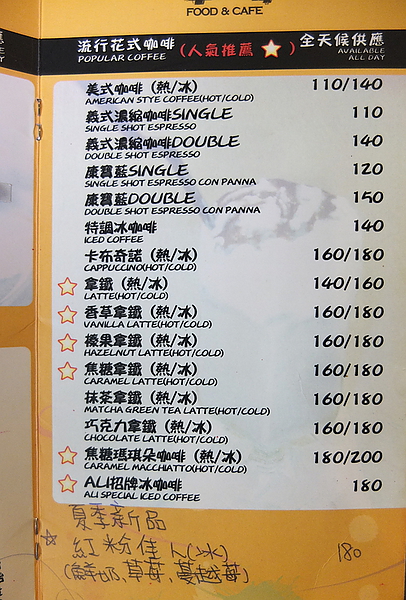 FOOD & CAFE
流行花式咖啡 (人氣推薦 ☆) 全天候供應
POPULAR COFFEE AVAILABLE ALL DAY
美式咖啡 (熱/冰) 110/140
AMERICAN STYE COFFEE(HOT/COLD)
義式濃縮咖啡SINGLE 110
SINGLE SHOT ESPRESSO
義式濃縮咖啡DOUBLE 140
DOUBLE SHOT ESPRESSO
康寶藍SINGLE 120
SINGLE SHOT ESPRESSO CON PANNA
康寶藍DOUBLE 150
DOUBLE SHOT ESPRESSO CON PANNA
特調冰咖啡 140
ICED COFFEE
卡布奇諾 (熱/冰) 160/180
CAPPUCCINO(HOT/COLD)
☆ 拿鐵 (熱/冰) 140/160
LATTE(HOT/COLD)
☆ 香草拿鐵 (熱/冰) 160/180
VANILLA LATTE(HOT/COLD)
☆ 榛果拿鐵 (熱/冰) 160/180
HAZELNUT LATTE(HOT/COLD)
☆ 焦糖拿鐵 (熱/冰) 160/180
CARAMEL LATTE(HOT/COLD)
抹茶拿鐵 (熱/冰) 160/180
MATCHA GREEN TEA LATTE(HOT/COLD)
巧克力拿鐵 (熱/冰) 160/180
CHOCOLATE LATTE(HOT/COLD)
☆ 焦糖瑪琪朵咖啡 (熱/冰) 180/200
CARAMEL MACCHIATTO(HOT/COLD)
☆ ALI招牌冰咖啡 180
ALI SPECIAL ICED COFFEE
夏季新品
☆ 紅粉佳人(冰) 180
(鮮奶,草莓,蔓越莓)